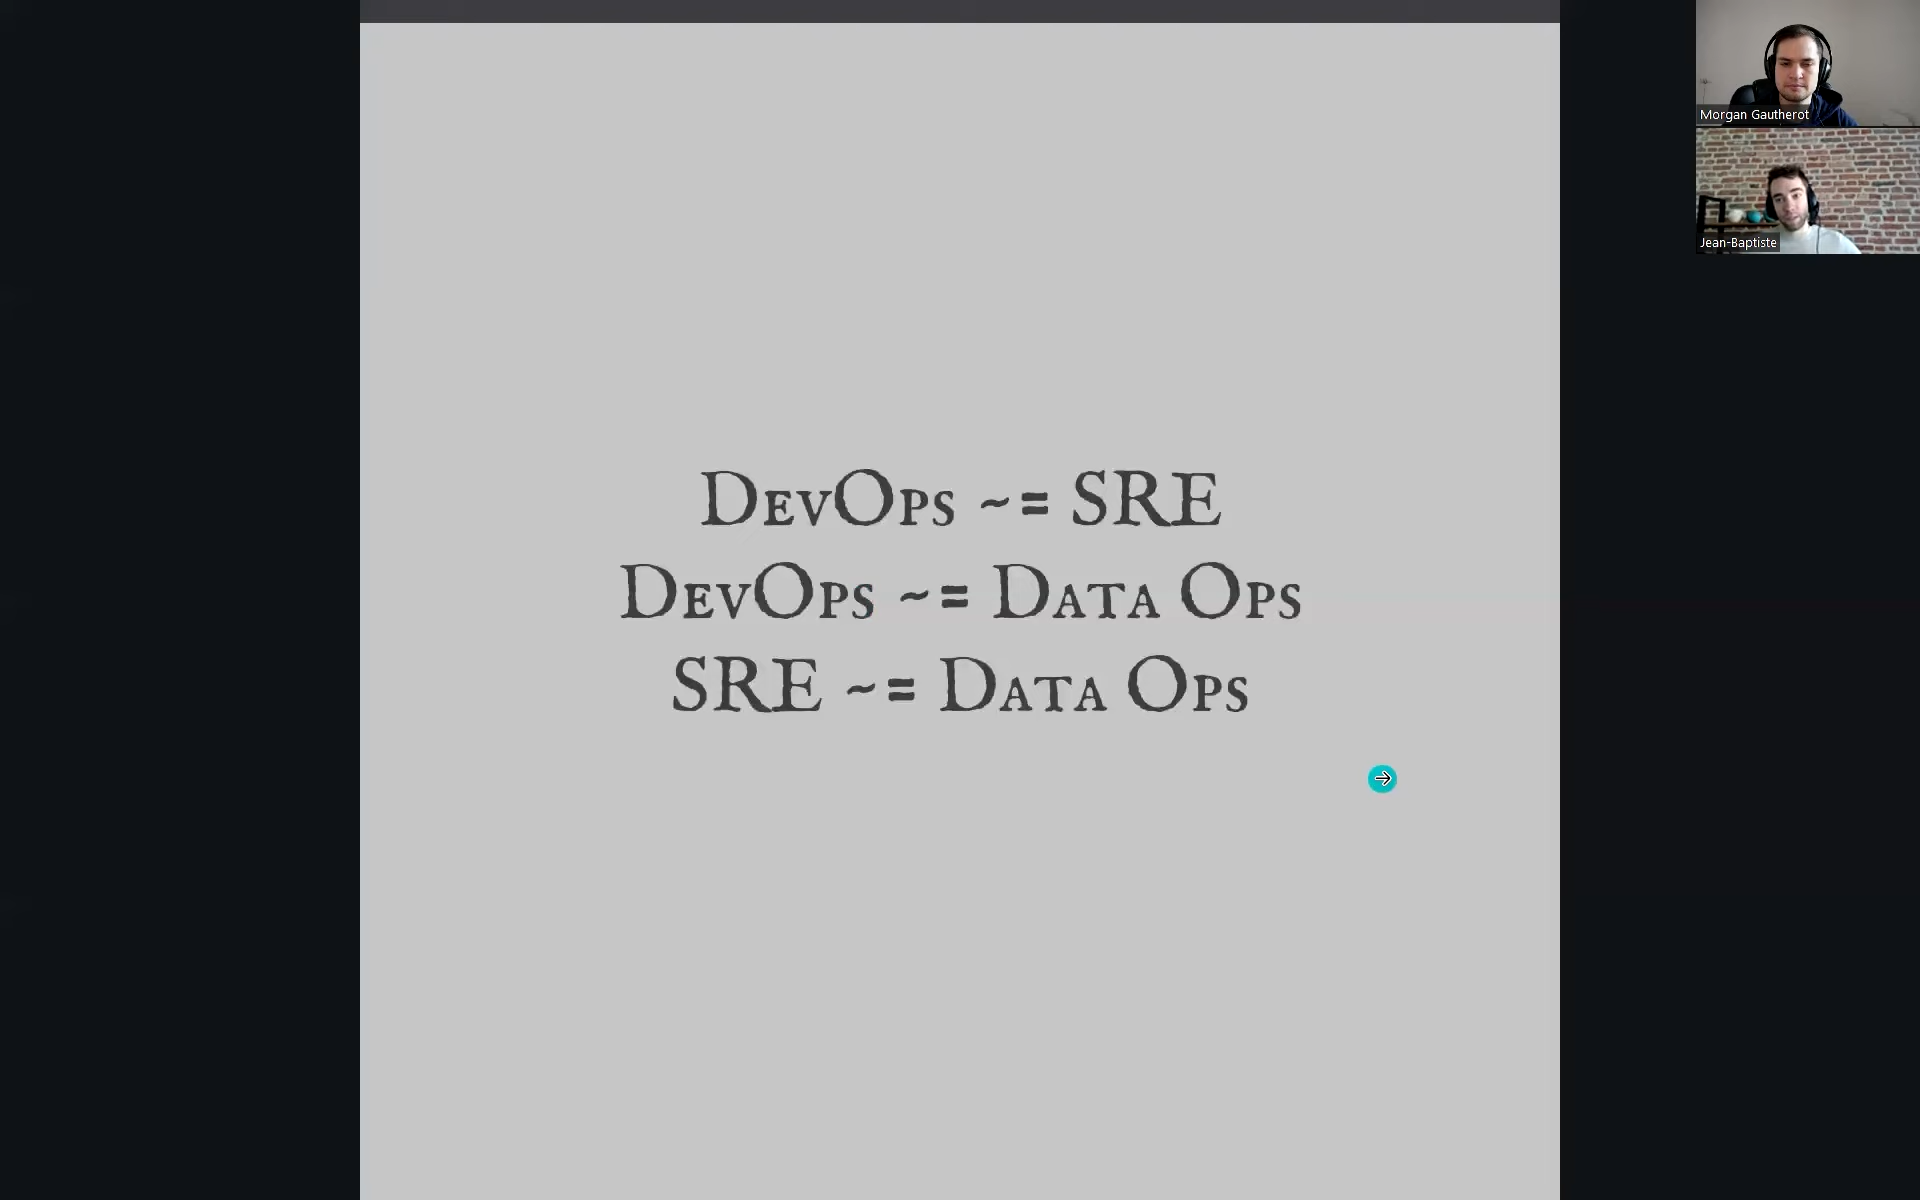 Morgan Gautherot
Jean-Baptiste
DevOps ~= SRE
DevOps ~= Data Ops
SRE ~= Data Ops